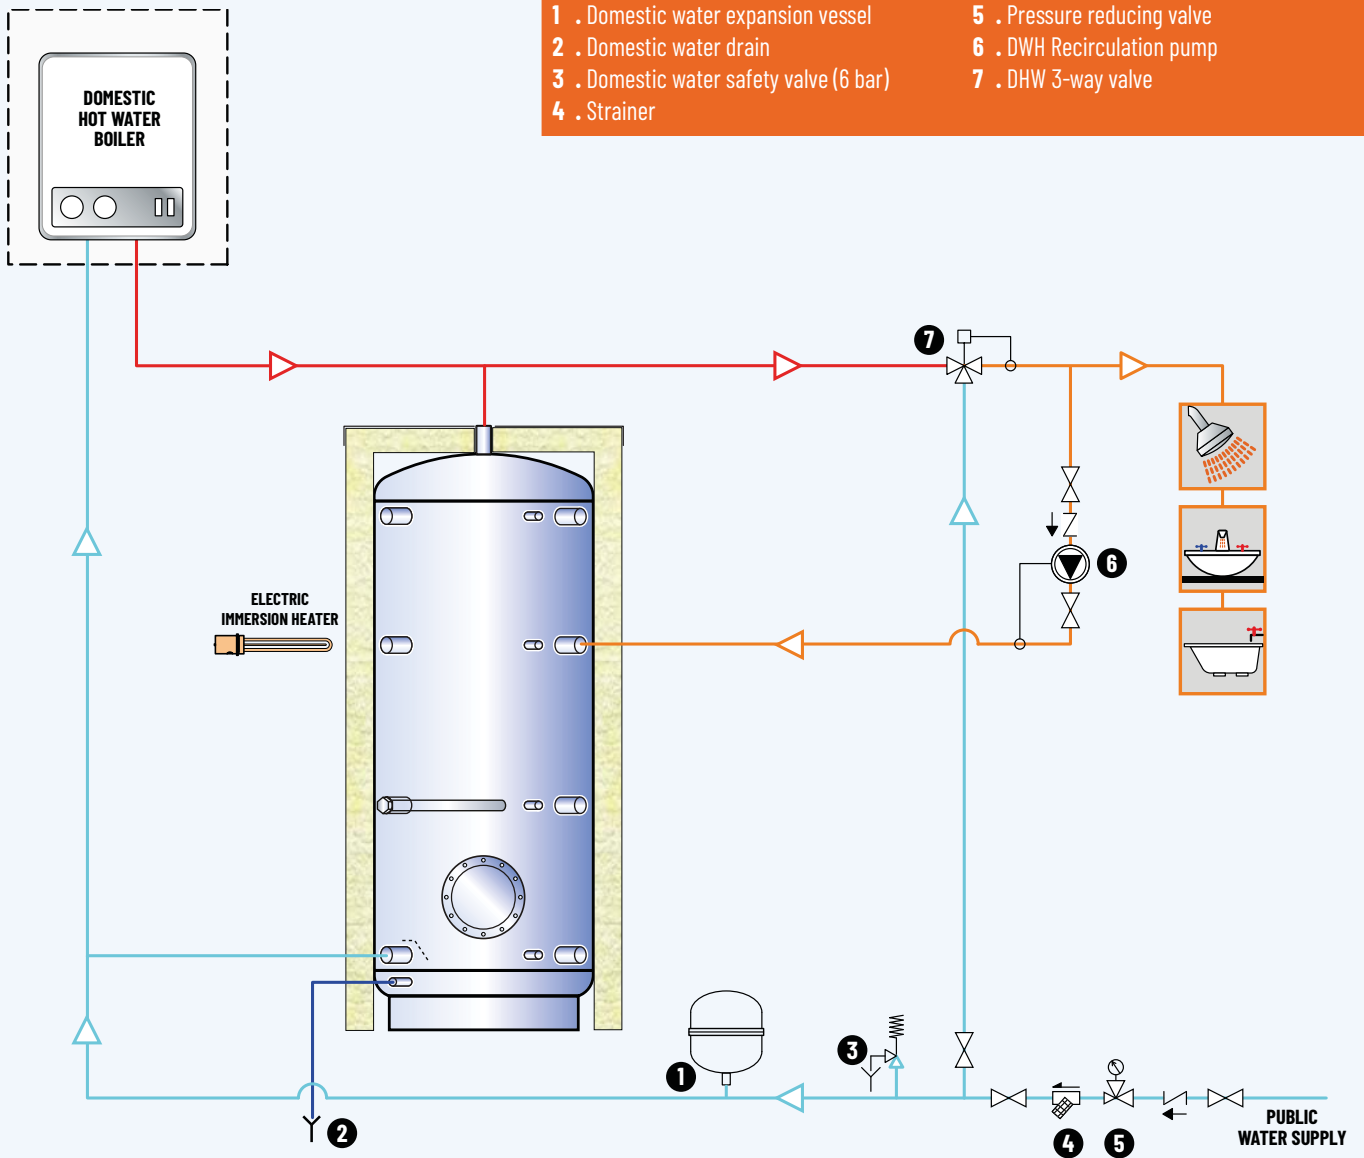 1 . Domestic water expansion vessel
2 . Domestic water drain
3 . Domestic water safety valve (6 bar)
4 . Strainer
5 . Pressure reducing valve
6 . DWH Recirculation pump
7 . DHW 3-way valve
DOMESTIC
HOT WATER
BOILER
7
6
ELECTRIC
IMMERSION HEATER
3
1
2
4
5
PUBLIC
WATER SUPPLY